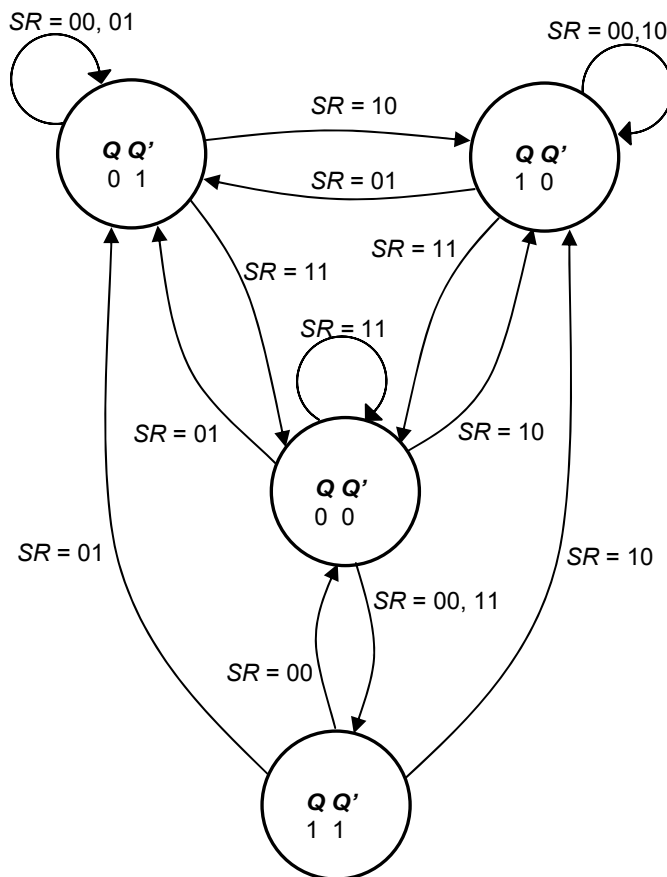 SR = 00, 01
SR = 00,10
SR = 10
Q Q’
0 1
Q Q’
1 0
SR = 01
SR = 11
SR = 11
SR = 11
SR = 01
SR = 10
Q Q’
0 0
SR = 01
SR = 10
SR = 00, 11
SR = 00
Q Q’
1 1